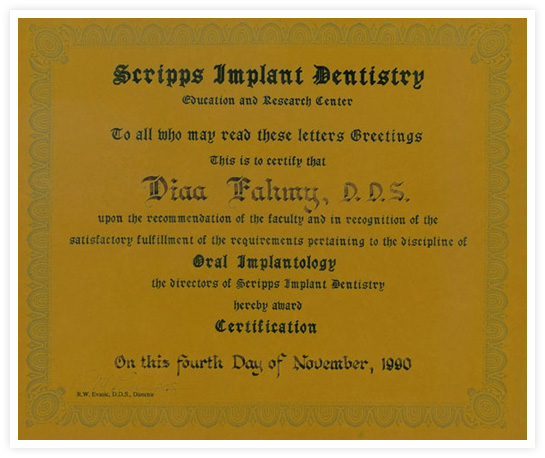 Scripps Implant Dentistry
Education and Research Center
To all who may read these letters Greetings
This is to certify that
Diaa Fahmy, D.D.S.
upon the recommendation of the faculty and in recognition of the
satisfactory fulfillment of the requirements pertaining to the discipline of
Oral Implantology
the directors of Scripps Implant Dentistry
hereby award
Certification
On this fourth Day of November, 1990
R.W. Evasic, D.D.S., Director